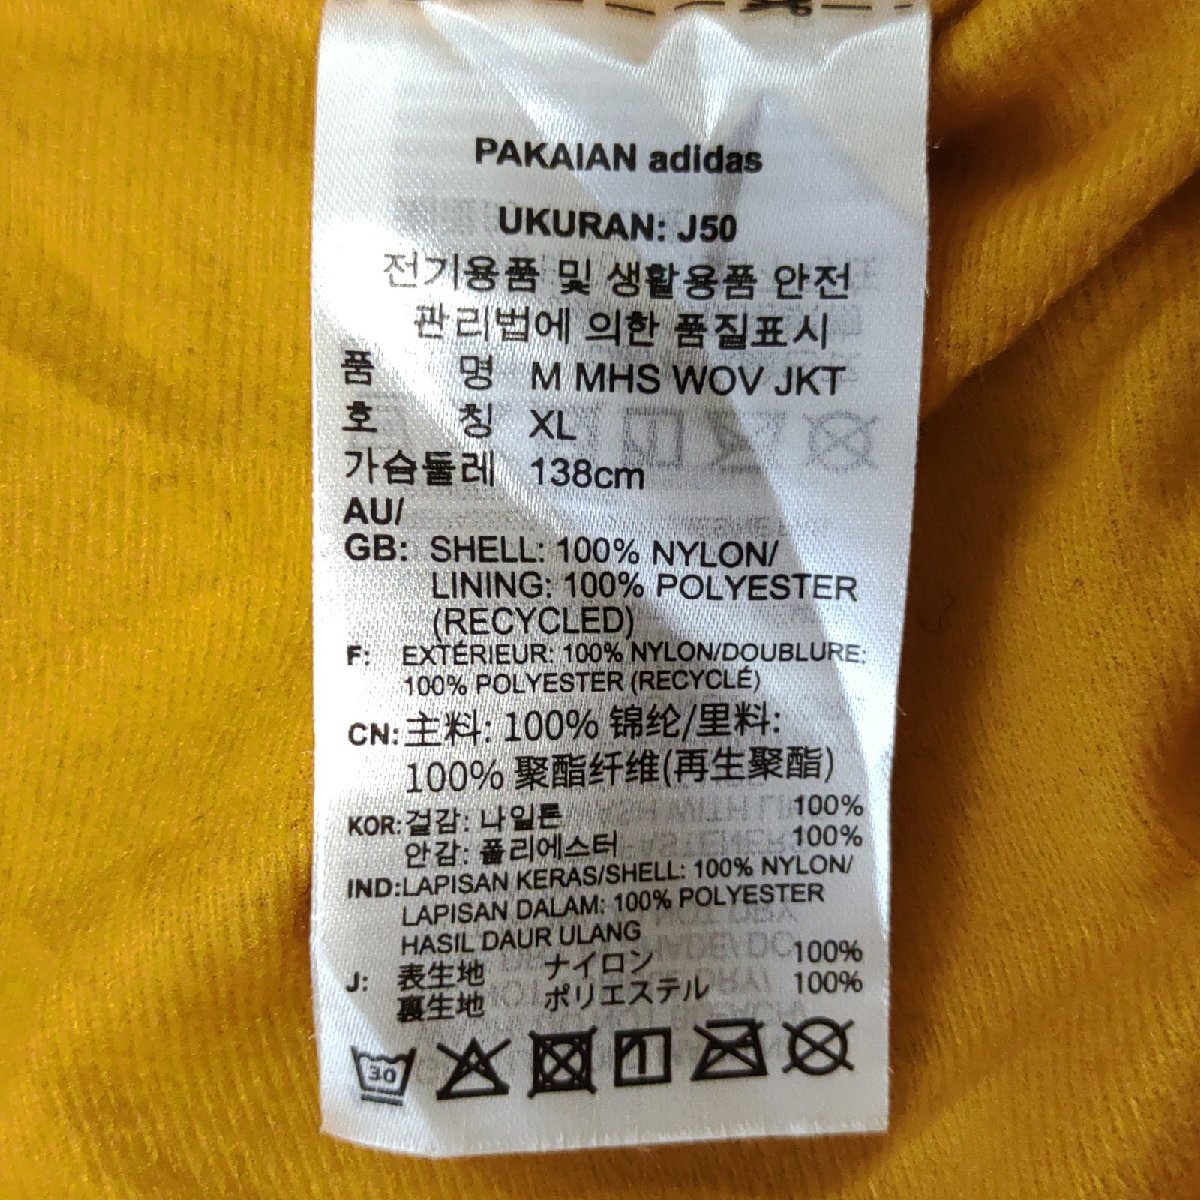 PAKAIAN adidas
UKURAN: J50
전기용품 및 생활용품 안전
관리법에 의한 품질표시
품 명 M MHS WOV JKT
호 칭 XL
가슴둘레 138cm
AU/
GB: SHELL: 100% NYLON/
LINING: 100% POLYESTER
(RECYCLED)
F: EXTÉRIEUR: 100% NYLON/DOUBLURE:
100% POLYESTER (RECYCLÉ)
CN: 主料: 100% 锦纶/里料:
100% 聚酯纤维(再生聚酯)
KOR: 겉감: 나일론 100%
안감: 폴리에스터 100%
IND: LAPISAN KERAS/SHELL: 100% NYLON/
LAPISAN DALAM: 100% POLYESTER
HASIL DAUR ULANG
J: 表生地 ナイロン 100%
裏生地 ポリエステル 100%
30